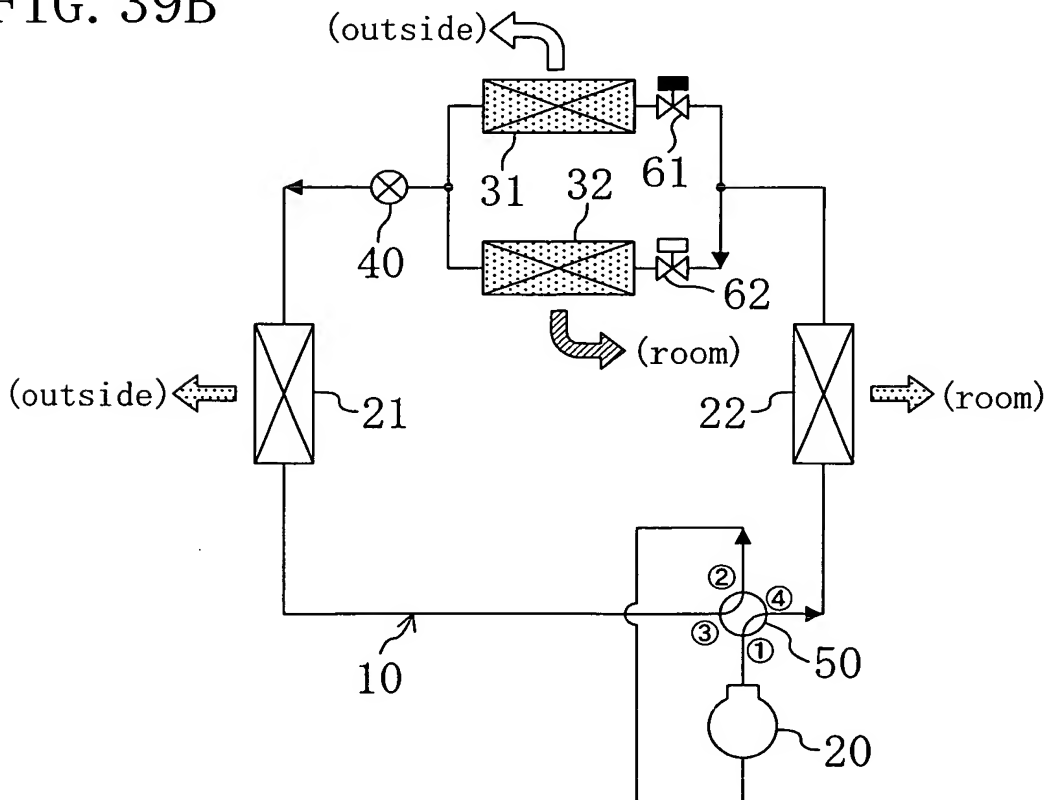 FIG. 39B
(outside)
31
61
32
40
62
(room)
(outside)
21
22
(room)
②
④
③
①
50
10
20